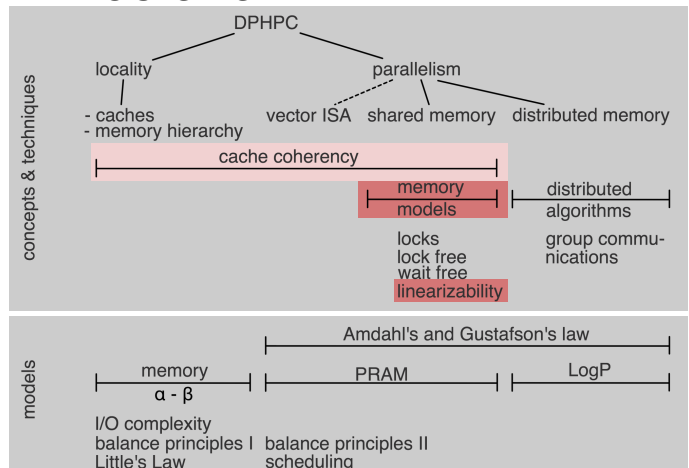 DPHPC
locality
parallelism
- caches
- memory hierarchy
vector ISA
shared memory
distributed memory
cache coherency
memory
models
distributed
algorithms
locks
lock free
wait free
linearizability
group commu-
nications
concepts & techniques
Amdahl's and Gustafson's law
memory
α - β
PRAM
LogP
I/O complexity
balance principles I
Little's Law
balance principles II
scheduling
models